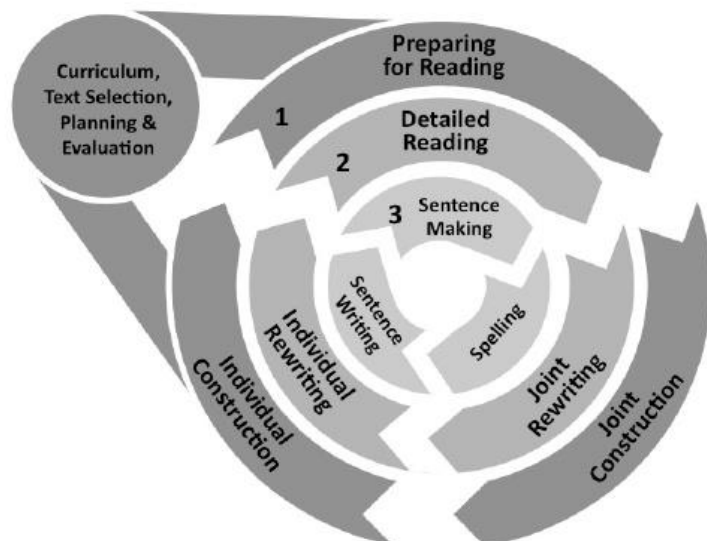 Curriculum,
Text Selection,
Planning &
Evaluation
Preparing
for Reading
1
Detailed
Reading
2
Sentence
Making
3
Spelling
Sentence
Writing
Joint
Rewriting
Individual
Rewriting
Joint
Construction
Individual
Construction